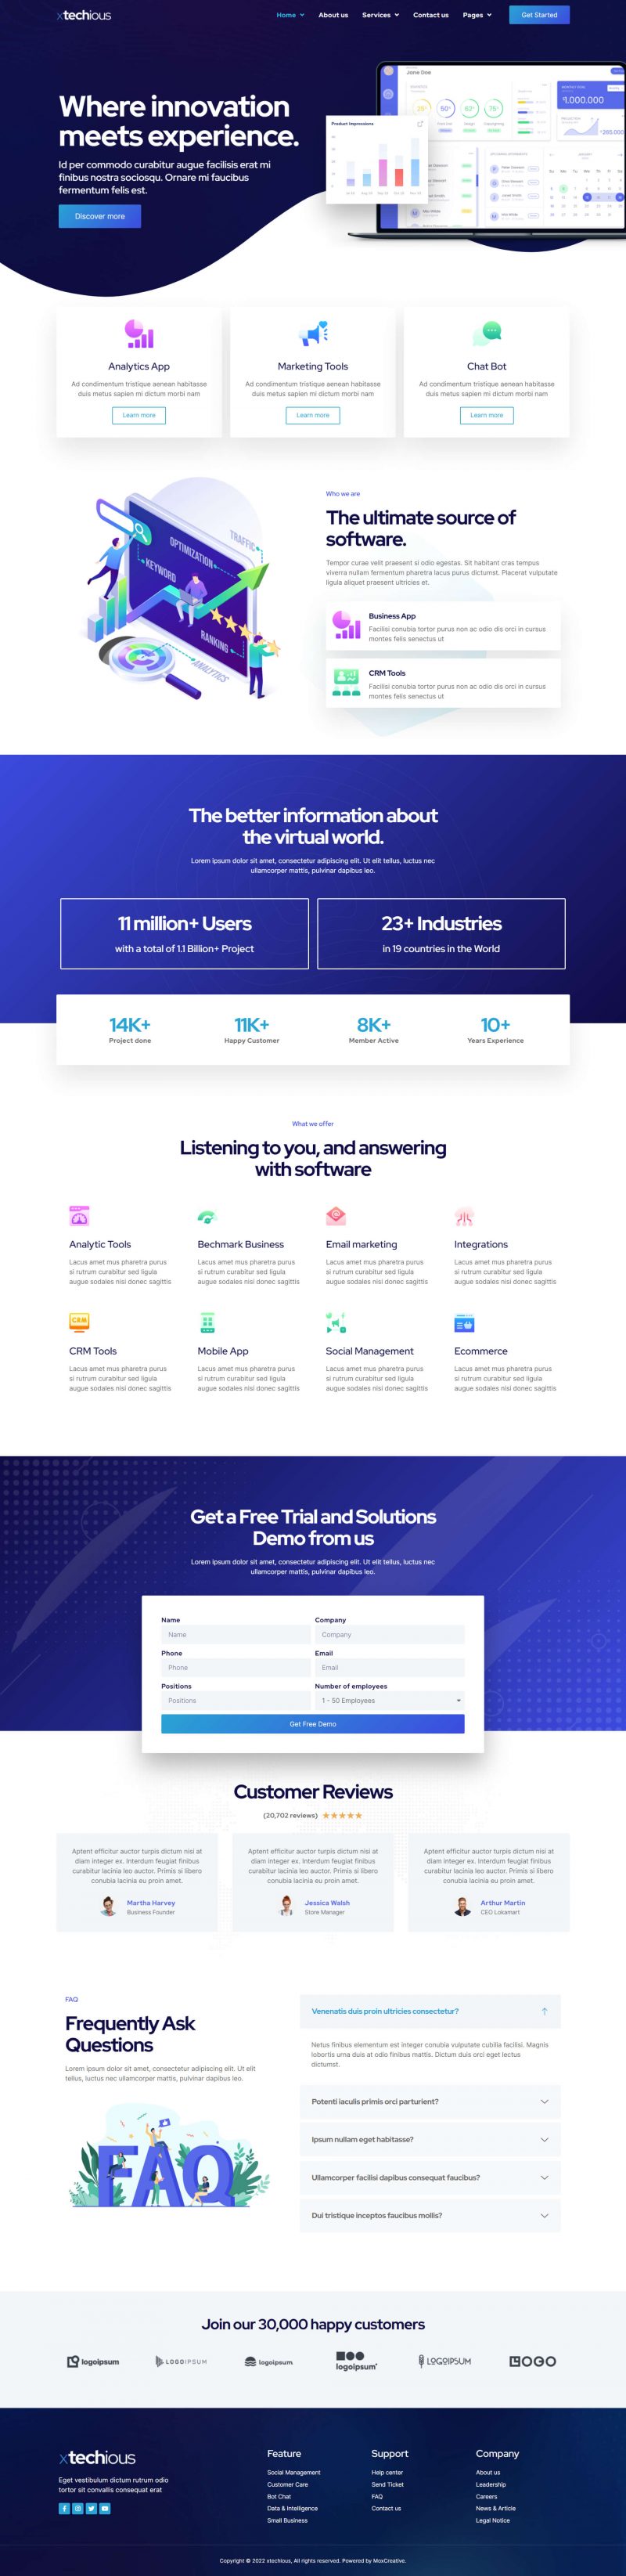 xtechious
Home About us Services Contact us Pages Get Started
Where innovation
meets experience.
Id per commodo curabitur augue facilisis erat mi
finibus nostra sociosqu. Ornare mi faucibus
fermentum felis est.
Discover more
Jane Doe
Product Impressions
50%
62%
75%
$1.000.000
Analytics App
Ad condimentum tristique aenean habitasse
duis metus sapien mi dictum morbi nam
Learn more
Marketing Tools
Ad condimentum tristique aenean habitasse
duis metus sapien mi dictum morbi nam
Learn more
Chat Bot
Ad condimentum tristique aenean habitasse
duis metus sapien mi dictum morbi nam
Learn more
TRAFFIC
OPTIMIZATION
KEYWORD
RANKING
ANALYTICS
Who we are
The ultimate source of
software.
Tempor curae velit praesent si odio egestas. Sit habitant cras tempus
viverra nullam fermentum pharetra lacus purus dictumst. Placerat vulputate
ligula aliquet praesent ultricies et.
Business App
Facilisi conubia tortor purus non ac odio dis orci in cursus
montes felis senectus ut
CRM Tools
Facilisi conubia tortor purus non ac odio dis orci in cursus
montes felis senectus ut
The better information about
the virtual world.
Lorem ipsum dolor sit amet, consectetur adipiscing elit. Ut elit tellus, luctus nec
ullamcorper mattis, pulvinar dapibus leo.
11 million+ Users
with a total of 1.1 Billion+ Project
23+ Industries
in 19 countries in the World
14K+
Project done
11K+
Happy Customer
8K+
Member Active
10+
Years Experience
What we offer
Listening to you, and answering
with software
Analytic Tools
Lacus amet mus pharetra purus
si rutrum curabitur sed ligula
augue sodales nisi donec sagittis
Bechmark Business
Lacus amet mus pharetra purus
si rutrum curabitur sed ligula
augue sodales nisi donec sagittis
Email marketing
Lacus amet mus pharetra purus
si rutrum curabitur sed ligula
augue sodales nisi donec sagittis
Integrations
Lacus amet mus pharetra purus
si rutrum curabitur sed ligula
augue sodales nisi donec sagittis
CRM
CRM Tools
Lacus amet mus pharetra purus
si rutrum curabitur sed ligula
augue sodales nisi donec sagittis
Mobile App
Lacus amet mus pharetra purus
si rutrum curabitur sed ligula
augue sodales nisi donec sagittis
Social Management
Lacus amet mus pharetra purus
si rutrum curabitur sed ligula
augue sodales nisi donec sagittis
Ecommerce
Lacus amet mus pharetra purus
si rutrum curabitur sed ligula
augue sodales nisi donec sagittis
Get a Free Trial and Solutions
Demo from us
Lorem ipsum dolor sit amet, consectetur adipiscing elit. Ut elit tellus, luctus nec
ullamcorper mattis, pulvinar dapibus leo.
Name Company
Name Company
Phone Email
Phone Email
Positions Number of employees
Positions 1 - 50 Employees
Get Free Demo
Customer Reviews
(20,702 reviews)
Aptent efficitur auctor turpis dictum nisi at
diam integer ex. Interdum feugiat finibus
curabitur lacinia leo auctor. Primis si libero
conubia lacinia eu proin amet.
Martha Harvey
Business Founder
Aptent efficitur auctor turpis dictum nisi at
diam integer ex. Interdum feugiat finibus
curabitur lacinia leo auctor. Primis si libero
conubia lacinia eu proin amet.
Jessica Walsh
Store Manager
Aptent efficitur auctor turpis dictum nisi at
diam integer ex. Interdum feugiat finibus
curabitur lacinia leo auctor. Primis si libero
conubia lacinia eu proin amet.
Arthur Martin
CEO Lokamart
FAQ
Frequently Ask
Questions
Lorem ipsum dolor sit amet, consectetur adipiscing elit. Ut elit
tellus, luctus nec ullamcorper mattis, pulvinar dapibus leo.
FAQ
Venenatis duis proin ultricies consectetur?
Netus finibus elementum est integer conubia vulputate cubilia facilisi. Magnis
lobortis urna duis at odio finibus mattis. Dictum duis orci eget lectus
dictumst.
Potenti iaculis primis orci parturient?
Ipsum nullam eget habitasse?
Ullamcorper facilisi dapibus consequat faucibus?
Dui tristique inceptos faucibus mollis?
Join our 30,000 happy customers
logoipsum LOGOIPSUM logoipsum logoipsum LOGOIPSUM LOGO
xtechious
Eget vestibulum dictum rutrum odio
tortor sit convallis consequat erat
Feature
Social Management
Customer Care
Bot Chat
Data & Intelligence
Small Business
Support
Help center
Send Ticket
FAQ
Contact us
Company
About us
Leadership
Careers
News & Article
Legal Notice
Copyright © 2022 xtechious, All rights reserved. Powered by MoxCreative.